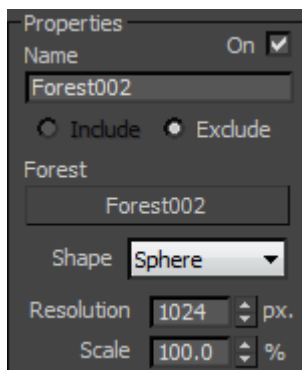 Properties
Name On
Forest002
Include Exclude
Forest
Forest002
Shape Sphere
Resolution 1024 px.
Scale 100.0 %